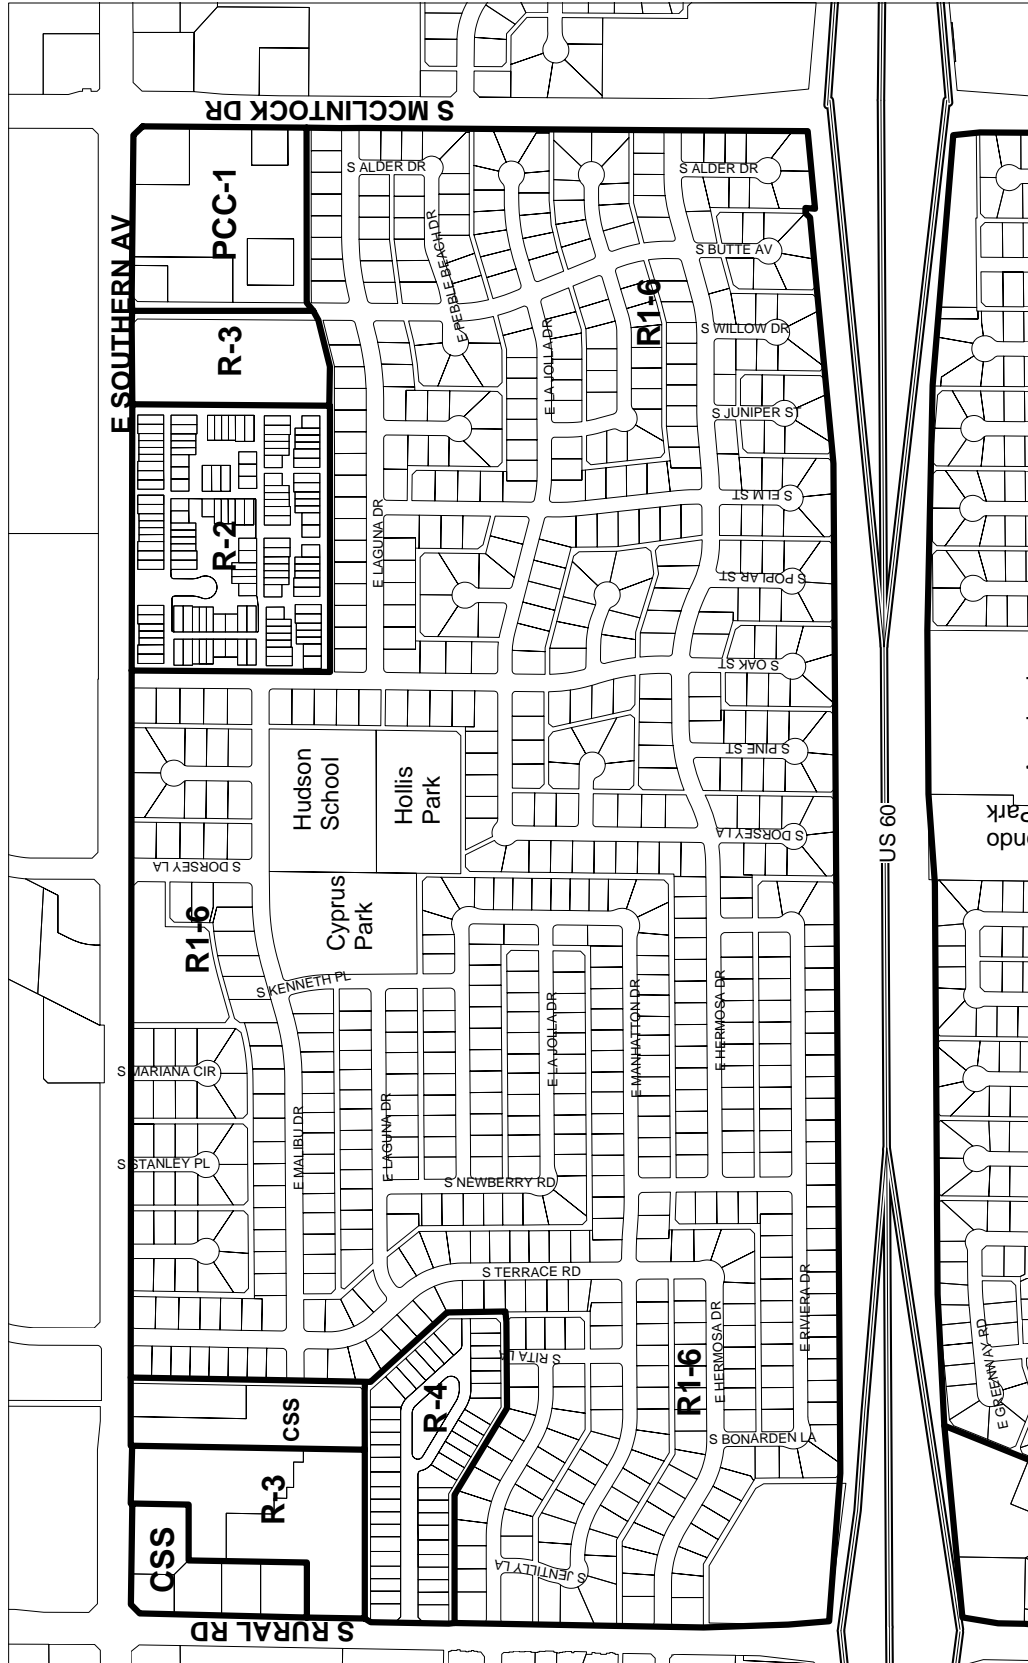 S MCCLINTOCK DR
E SOUTHERN AV
PCC-1
S ALDER DR
S ALDER DR
E PEBBLE BEACH DR
S BUTTE AV
R1-6
R-3
E LA JOLLA DR
S WILLOW DR
S JUNIPER ST
S ELM ST
R-2
E LAGUNA DR
S POPLAR ST
S OAK ST
S PINE ST
Hudson
School
Hollis
Park
S DORSEY LA
S DORSEY LA
US 60
Park
Cyprus
Park
R1-6
S KENNETH PL
E LA JOLLA DR
E MANHATTON DR
E HERMOSA DR
S MARIANA CIR
E MALIBU DR
E LAGUNA DR
S STANLEY PL
S NEWBERRY RD
S TERRACE RD
E RIVIERA DR
S RITA LA
R1-6
E HERMOSA DR
E GREENWAY RD
CSS
R-4
S BONARDEN LA
R-3
CSS
S JENTILLY LA
S RURAL RD